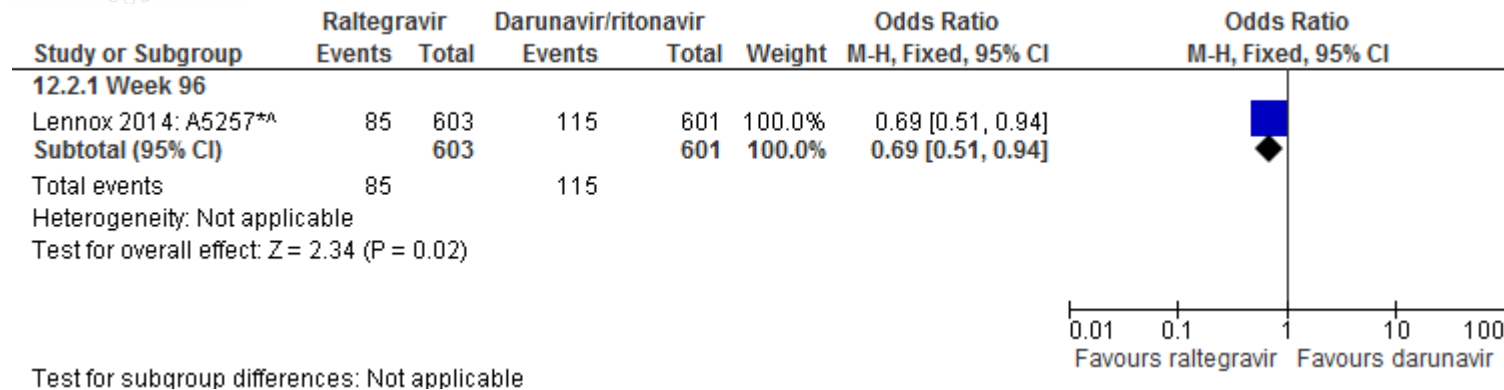 Raltegravir Darunavir/ritonavir Odds Ratio Odds Ratio
Study or Subgroup Events Total Events Total Weight M-H, Fixed, 95% CI M-H, Fixed, 95% CI
12.2.1 Week 96
Lennox 2014: A5257*^ 85 603 115 601 100.0% 0.69 [0.51, 0.94]
Subtotal (95% CI) 603 601 100.0% 0.69 [0.51, 0.94]
Total events 85 115
Heterogeneity: Not applicable
Test for overall effect: Z = 2.34 (P = 0.02)
0.01 0.1 1 10 100
Favours raltegravir Favours darunavir
Test for subgroup differences: Not applicable